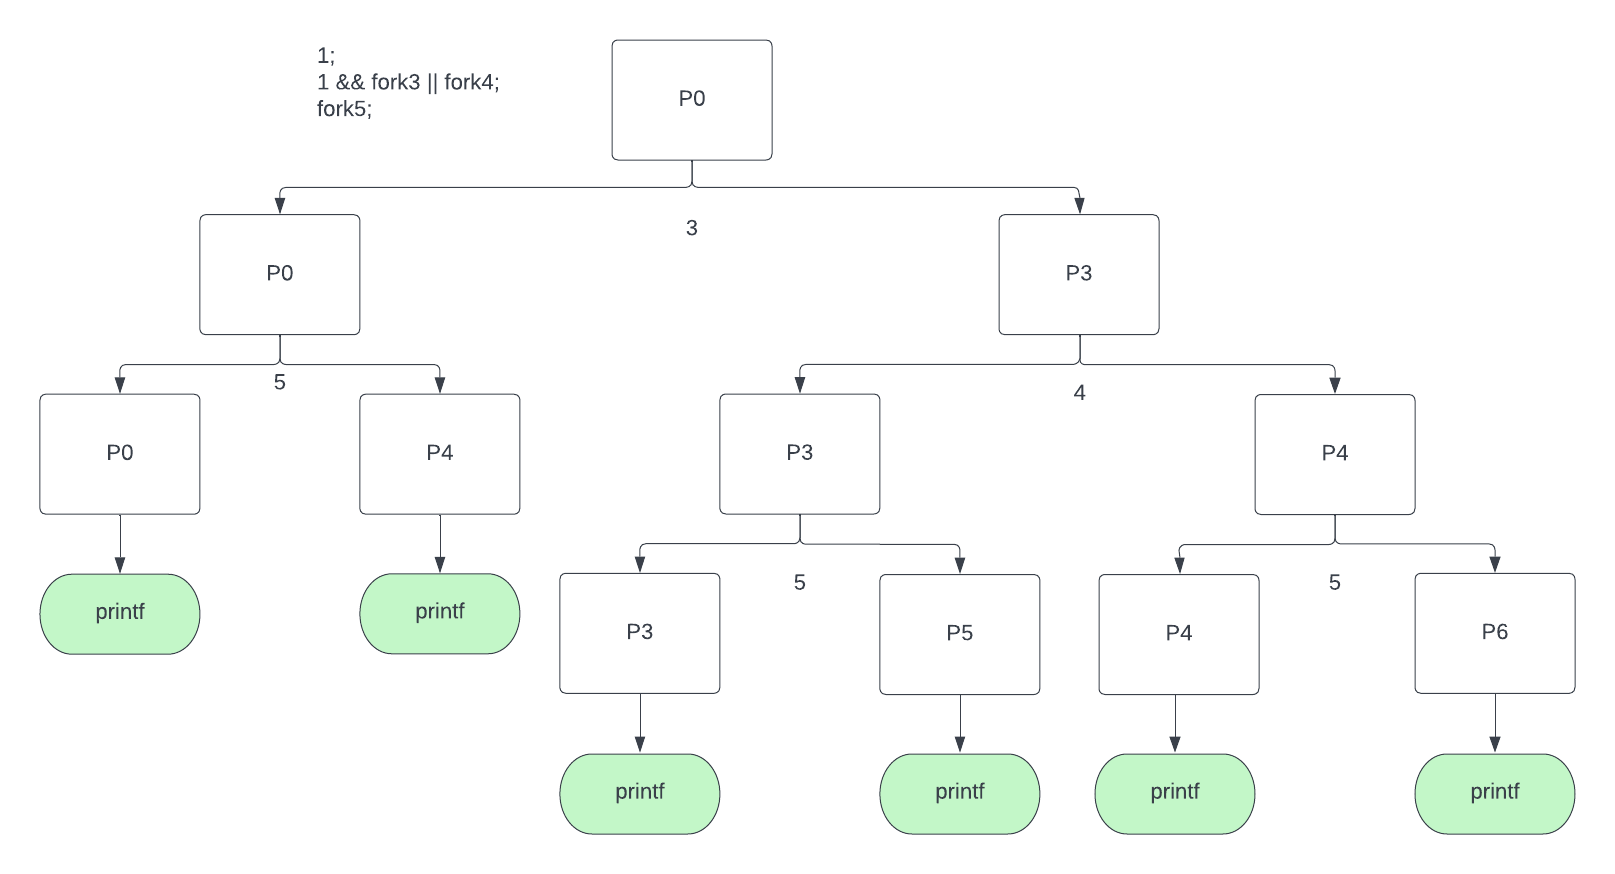 1;
1 && fork3 || fork4;
fork5;
P0
3
P0
P3
5
4
P0
P4
P3
P4
printf
printf
5
5
P3
P5
P4
P6
printf
printf
printf
printf